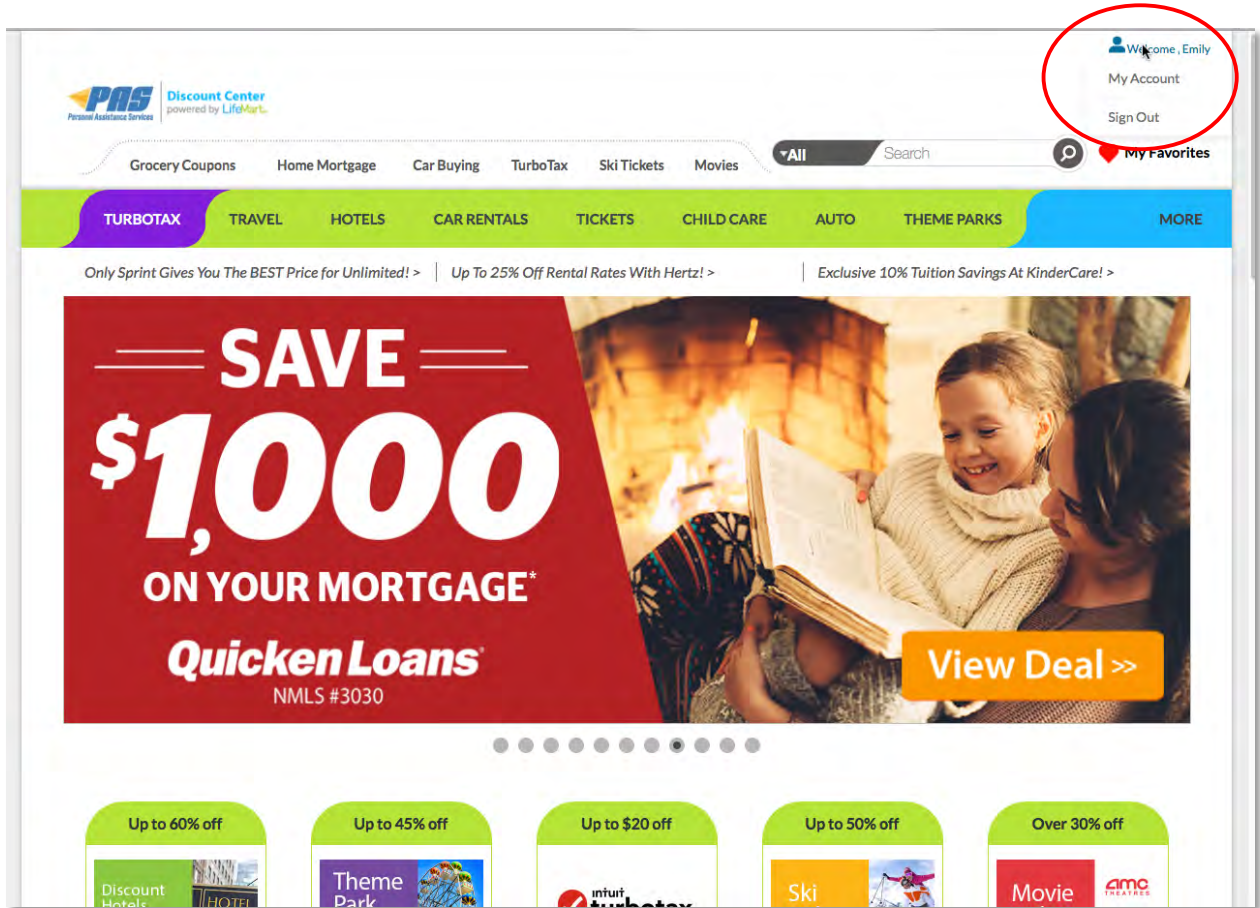 Welcome , Emily
My Account
Sign Out
PAS
Personal Assistance Services
Discount Center
powered by LifeMart
Grocery Coupons Home Mortgage Car Buying TurboTax Ski Tickets Movies
All Search My Favorites
TURBOTAX TRAVEL HOTELS CAR RENTALS TICKETS CHILD CARE AUTO THEME PARKS MORE
Only Sprint Gives You The BEST Price for Unlimited! > Up To 25% Off Rental Rates With Hertz! > Exclusive 10% Tuition Savings At KinderCare! >
SAVE
$1,000
ON YOUR MORTGAGE*
Quicken Loans
NMLS #3030
View Deal >>
Up to 60% off Up to 45% off Up to $20 off Up to 50% off Over 30% off
Discount
Hotels
HOTEL
Theme
Park
intuit
turbotax
Ski
Movie
amc
THEATRES